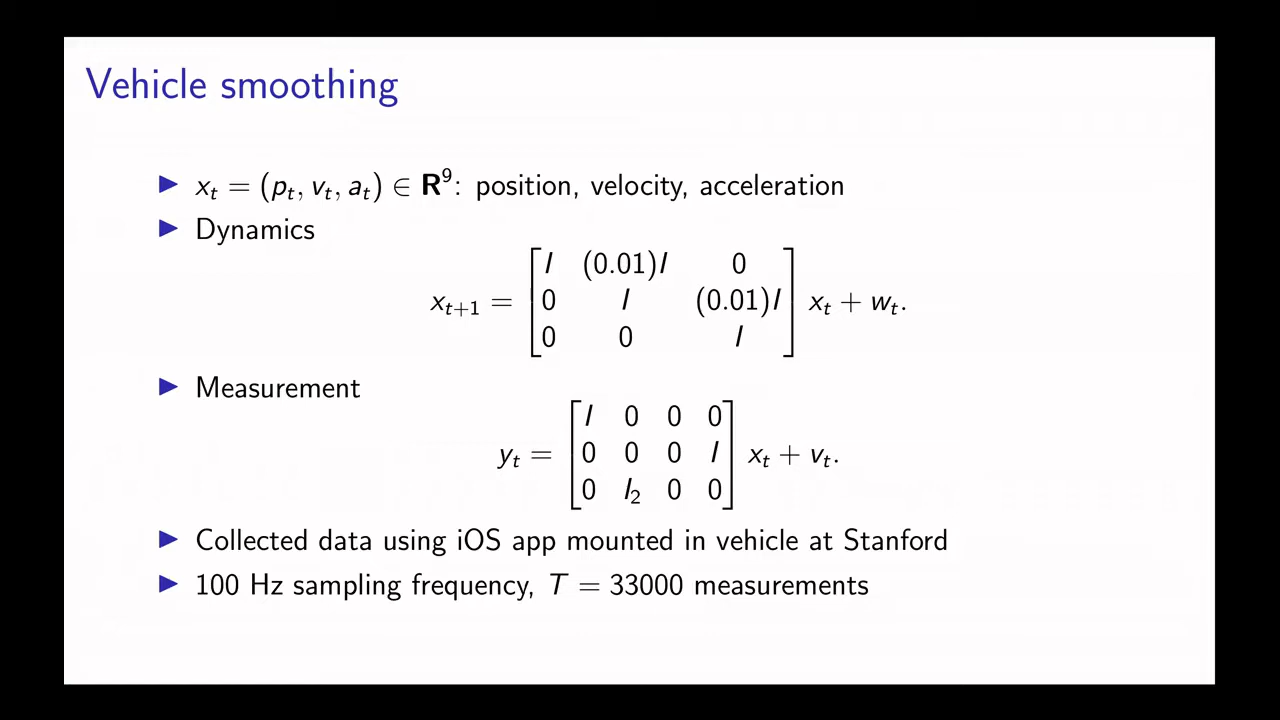 Vehicle smoothing
▶ x_t = (p_t, v_t, a_t) ∈ R^9: position, velocity, acceleration
▶ Dynamics
x_{t+1} = [I (0.01)I 0; 0 I (0.01)I; 0 0 I] x_t + w_t.
▶ Measurement
y_t = [I 0 0 0; 0 0 0 I; 0 I_2 0 0] x_t + v_t.
▶ Collected data using iOS app mounted in vehicle at Stanford
▶ 100 Hz sampling frequency, T = 33000 measurements